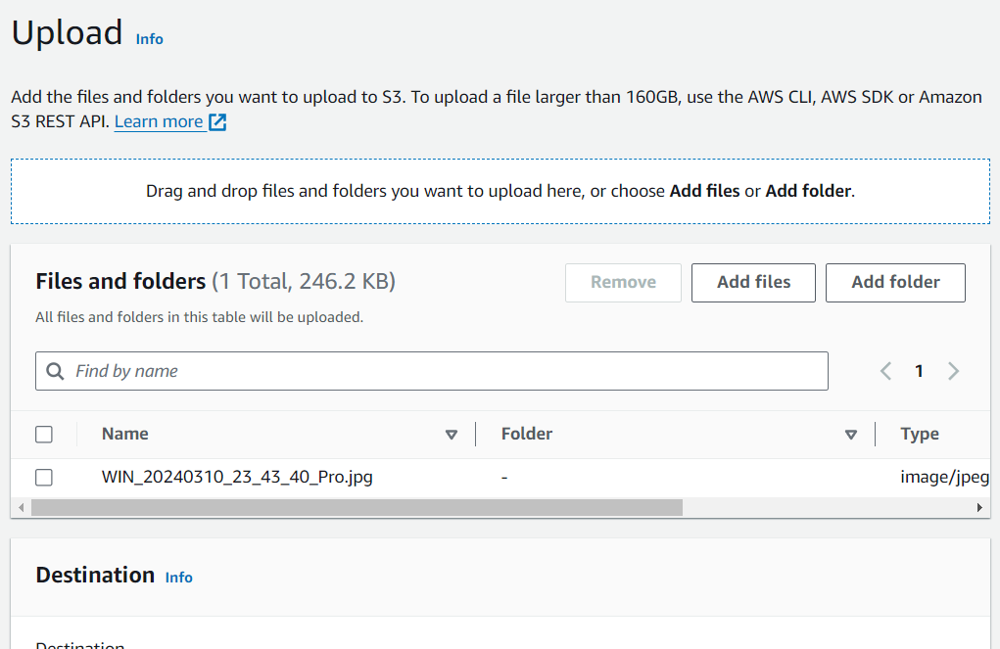 Upload Info
Add the files and folders you want to upload to S3. To upload a file larger than 160GB, use the AWS CLI, AWS SDK or Amazon
S3 REST API. Learn more
Drag and drop files and folders you want to upload here, or choose Add files or Add folder.
Files and folders (1 Total, 246.2 KB)
Remove Add files Add folder
All files and folders in this table will be uploaded.
Find by name
1
Name Folder Type
WIN_20240310_23_43_40_Pro.jpg - image/jpeg
Destination Info
Destination